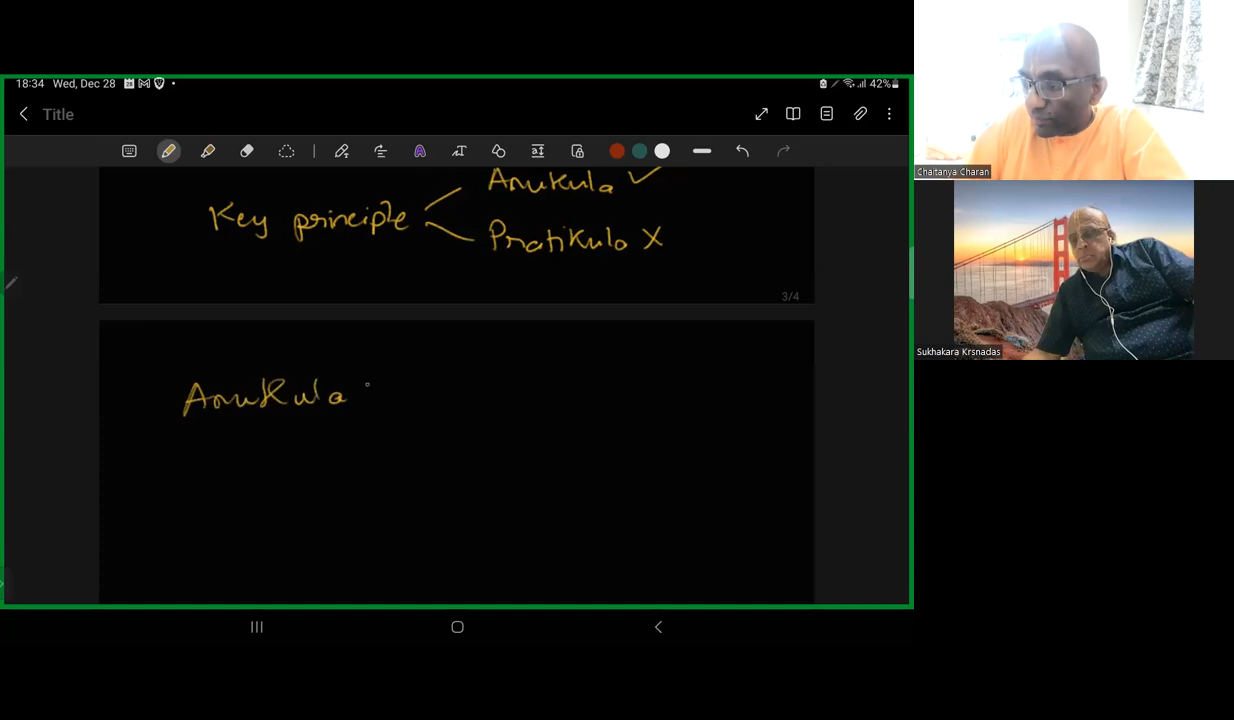 18:34 Wed, Dec 28
42%
Title
Anukula ✓
Key principle
Pratikula X
3/4
Anukula
Chaitanya Charan
Sukhakara Krsnadas